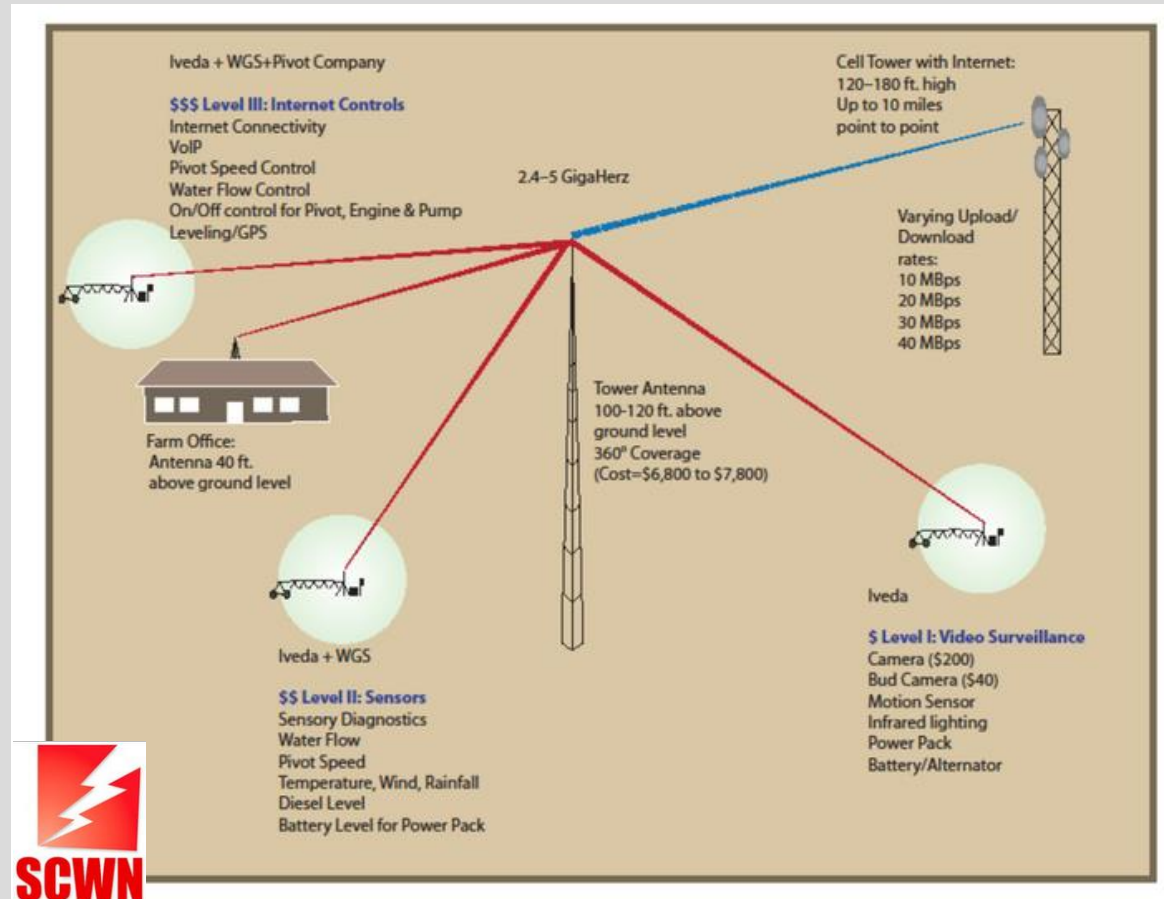 Iveda + WGS+Pivot Company
$$$ Level III: Internet Controls
Internet Connectivity
VoIP
Pivot Speed Control
Water Flow Control
On/Off control for Pivot, Engine & Pump
Leveling/GPS
Cell Tower with Internet:
120–180 ft. high
Up to 10 miles
point to point
2.4–5 GigaHerz
Varying Upload/
Download
rates:
10 MBps
20 MBps
30 MBps
40 MBps
Farm Office:
Antenna 40 ft.
above ground level
Tower Antenna
100-120 ft. above
ground level
360° Coverage
(Cost=$6,800 to $7,800)
Iveda + WGS
$$ Level II: Sensors
Sensory Diagnostics
Water Flow
Pivot Speed
Temperature, Wind, Rainfall
Diesel Level
Battery Level for Power Pack
Iveda
$ Level I: Video Surveillance
Camera ($200)
Bud Camera ($40)
Motion Sensor
Infrared lighting
Power Pack
Battery/Alternator
SCWN